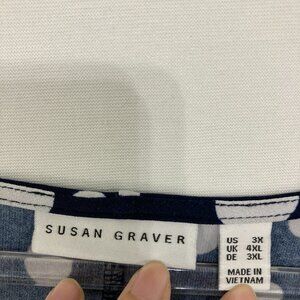 SUSAN GRAVER
US 3X
UK 4XL
DE 3XL
MADE IN
VIETNAM